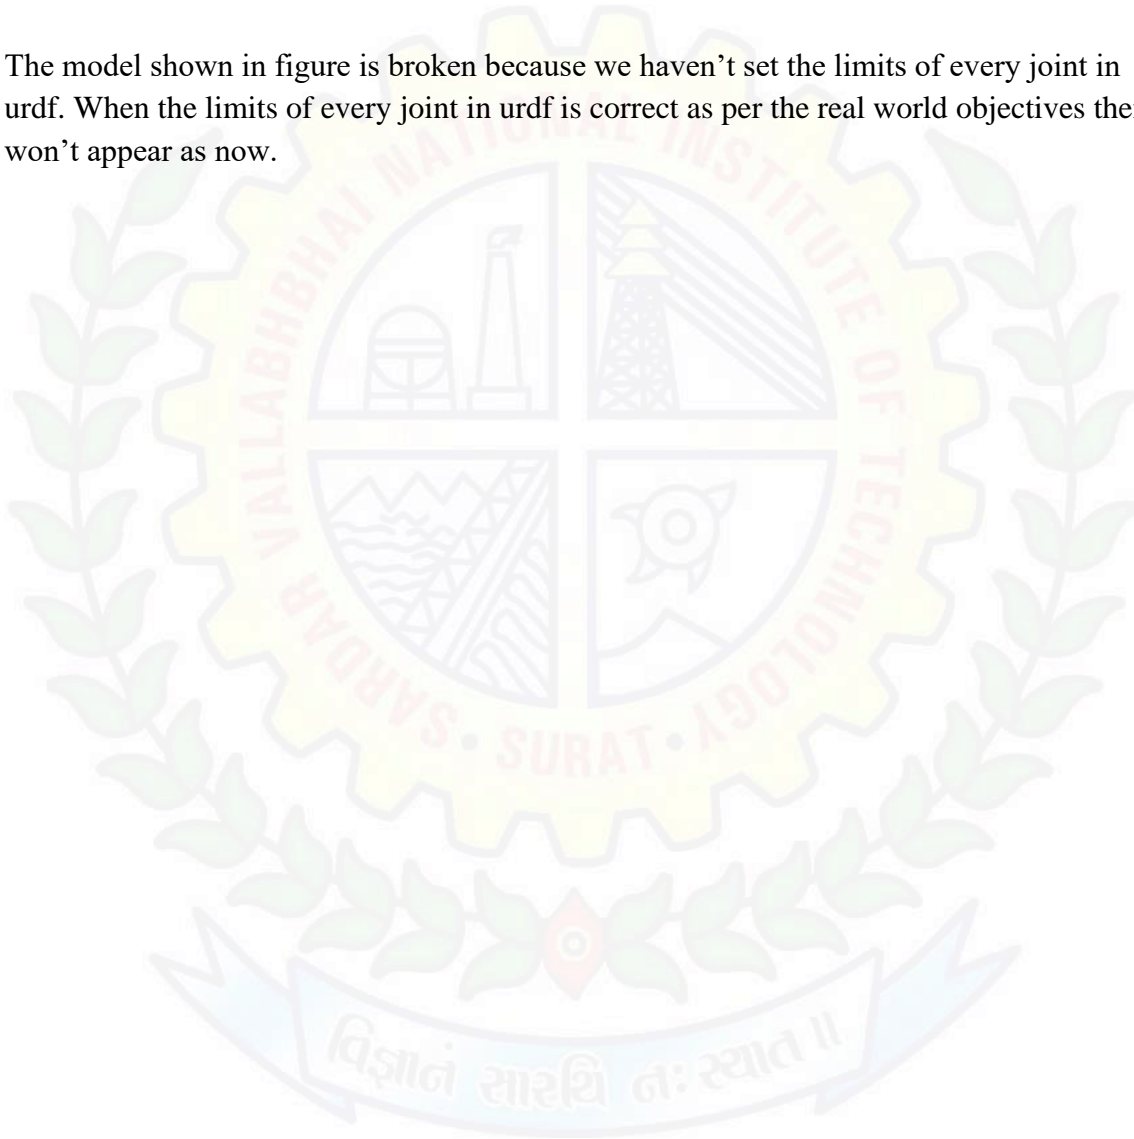 The model shown in figure is broken because we haven’t set the limits of every joint in
urdf. When the limits of every joint in urdf is correct as per the real world objectives the
won’t appear as now.
SARDAR VALLABHBHAI NATIONAL INSTITUTE OF TECHNOLOGY
• SURAT •
વિજ્ઞાનં સારથિ નઃ સ્યાત ॥